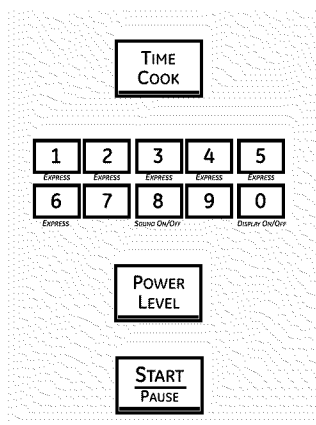 TIME
COOK
1 2 3 4 5
EXPRESS EXPRESS EXPRESS EXPRESS EXPRESS
6 7 8 9 0
EXPRESS SOUND ON/OFF DISPLAY ON/OFF
POWER
LEVEL
START
PAUSE